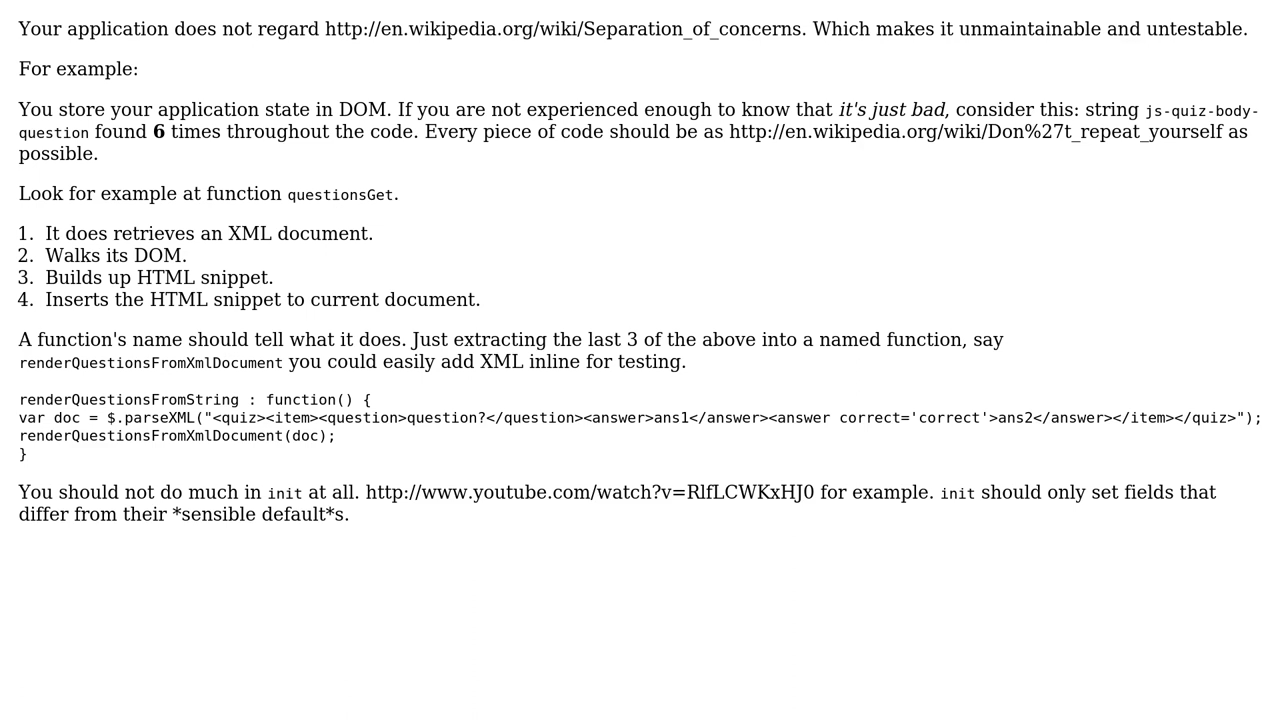 Your application does not regard http://en.wikipedia.org/wiki/Separation_of_concerns. Which makes it unmaintainable and untestable.
For example:
You store your application state in DOM. If you are not experienced enough to know that it's just bad, consider this: string js-quiz-body-
question found 6 times throughout the code. Every piece of code should be as http://en.wikipedia.org/wiki/Don%27t_repeat_yourself as
possible.
Look for example at function questionsGet.
1. It does retrieves an XML document.
2. Walks its DOM.
3. Builds up HTML snippet.
4. Inserts the HTML snippet to current document.
A function's name should tell what it does. Just extracting the last 3 of the above into a named function, say
renderQuestionsFromXmlDocument you could easily add XML inline for testing.
renderQuestionsFromString : function() {
var doc = $.parseXML("<quiz><item><question>question?</question><answer>ans1</answer><answer correct='correct'>ans2</answer></item></quiz>");
renderQuestionsFromXmlDocument(doc);
}
You should not do much in init at all. http://www.youtube.com/watch?v=RlfLCWKxHJ0 for example. init should only set fields that
differ from their *sensible default*s.